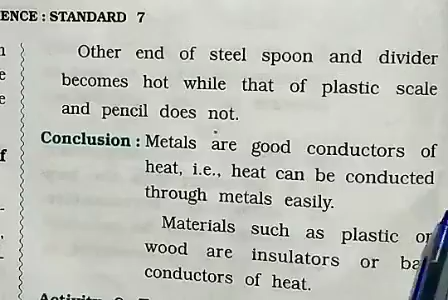 ENCE : STANDARD 7
Other end of steel spoon and divider
becomes hot while that of plastic scale
and pencil does not.
Conclusion : Metals are good conductors of
heat, i.e., heat can be conducted
through metals easily.
Materials such as plastic or
wood are insulators or ba
conductors of heat.